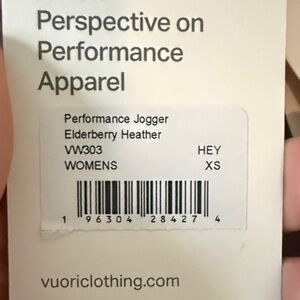 Perspective on
Performance
Apparel
Performance Jogger
Elderberry Heather
VW303 HEY
WOMENS XS
1 96304 28427 4
vuoriclothing.com